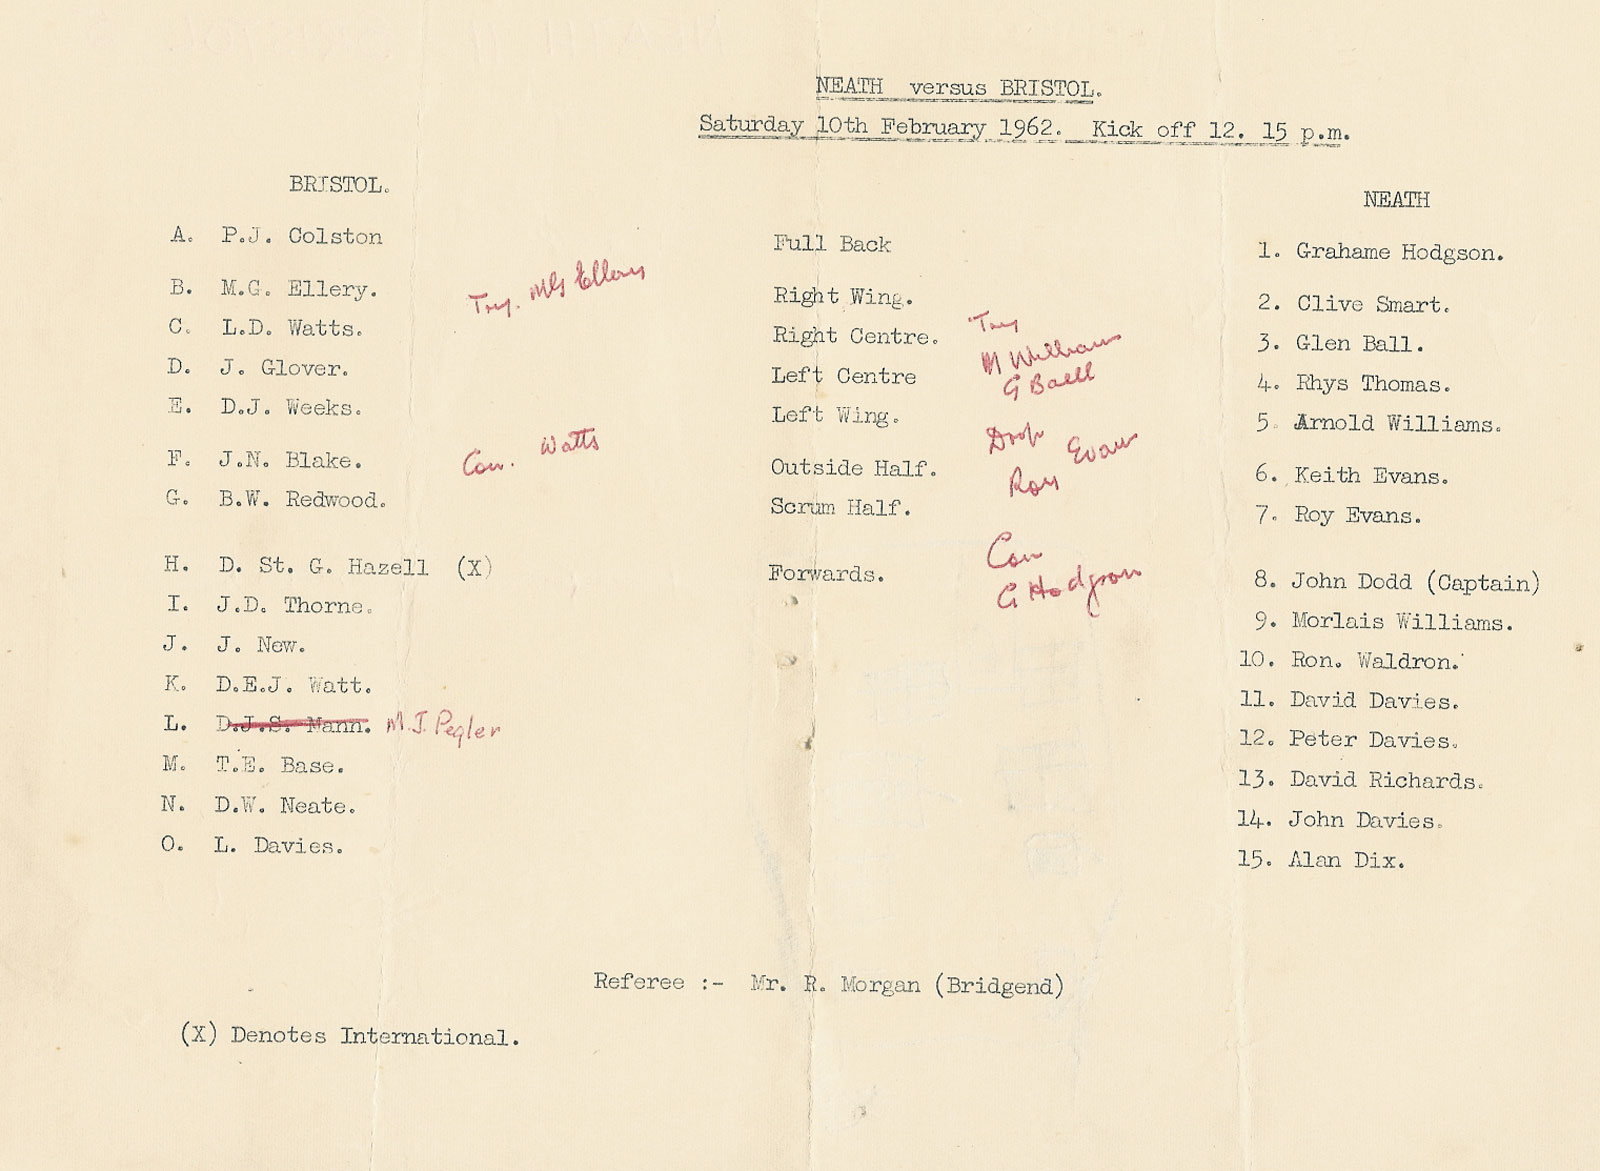 NEATH versus BRISTOL.
Saturday 10th February 1962. Kick off 12. 15 p.m.
BRISTOL.
A. P.J. Colston
B. M.G. Ellery.
C. L.D. Watts.
D. J. Glover.
E. D.J. Weeks.
F. J.N. Blake.
G. B.W. Redwood.
H. D. St. G. Hazell (X)
I. J.D. Thorne.
J. J. New.
K. D.E.J. Watt.
L. D.J.S. Mann. M.J. Pegler
M. T.E. Base.
N. D.W. Neate.
O. L. Davies.
Try. MG Ellery
Con. Watts
Full Back
Right Wing.
Right Centre.
Left Centre
Left Wing.
Outside Half.
Scrum Half.
Forwards.
Try
M Williams
G Ball
Drop
Roy Evans
Con
G Hodgson
NEATH
1. Grahame Hodgson.
2. Clive Smart.
3. Glen Ball.
4. Rhys Thomas.
5. Arnold Williams.
6. Keith Evans.
7. Roy Evans.
8. John Dodd (Captain)
9. Morlais Williams.
10. Ron. Waldron.
11. David Davies.
12. Peter Davies.
13. David Richards.
14. John Davies.
15. Alan Dix.
Referee :- Mr. R. Morgan (Bridgend)
(X) Denotes International.